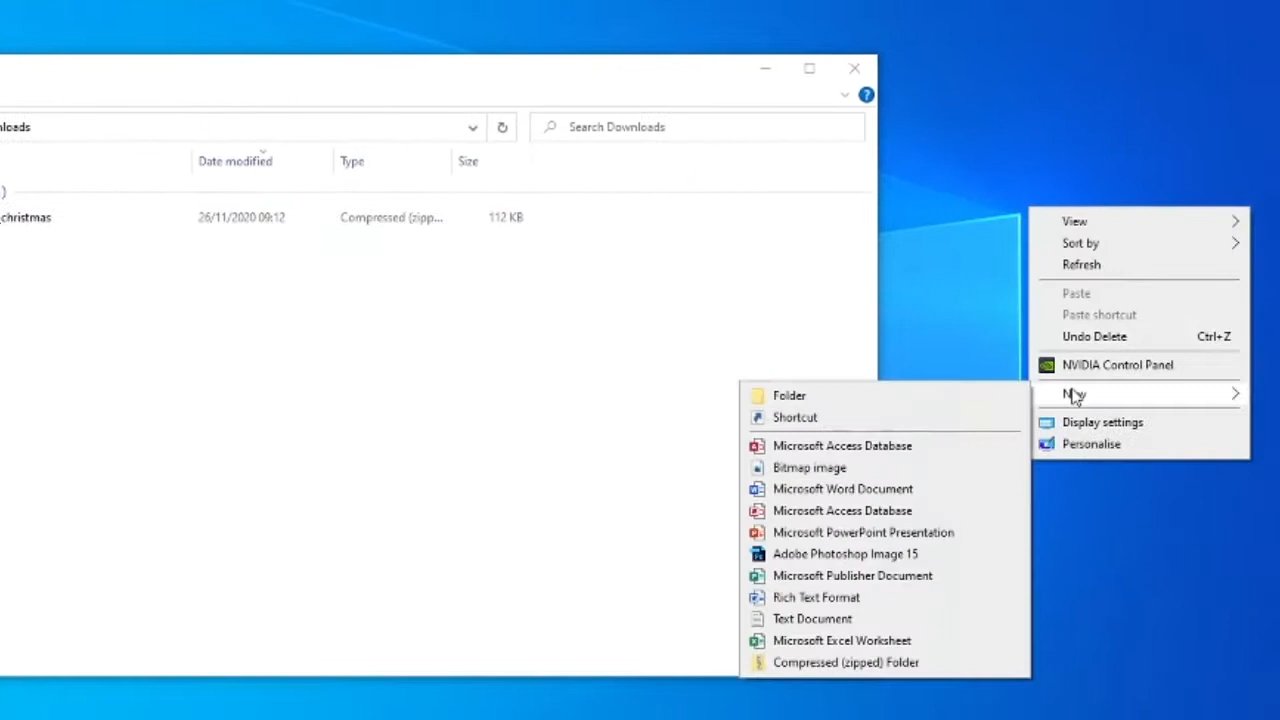 nloads
Search Downloads
Date modified
Type
Size
)
christmas
26/11/2020 09:12
Compressed (zipp...
112 KB
View
Sort by
Refresh
Paste
Paste shortcut
Undo Delete Ctrl+Z
NVIDIA Control Panel
Display settings
Personalise
Folder
Shortcut
Microsoft Access Database
Bitmap image
Microsoft Word Document
Microsoft Access Database
Microsoft PowerPoint Presentation
Adobe Photoshop Image 15
Microsoft Publisher Document
Rich Text Format
Text Document
Microsoft Excel Worksheet
Compressed (zipped) Folder